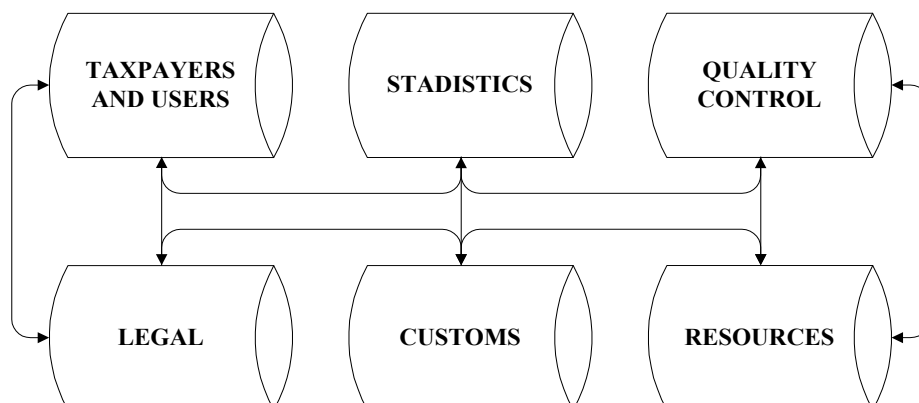 TAXPAYERS
AND USERS
STADISTICS
QUALITY
CONTROL
LEGAL
CUSTOMS
RESOURCES